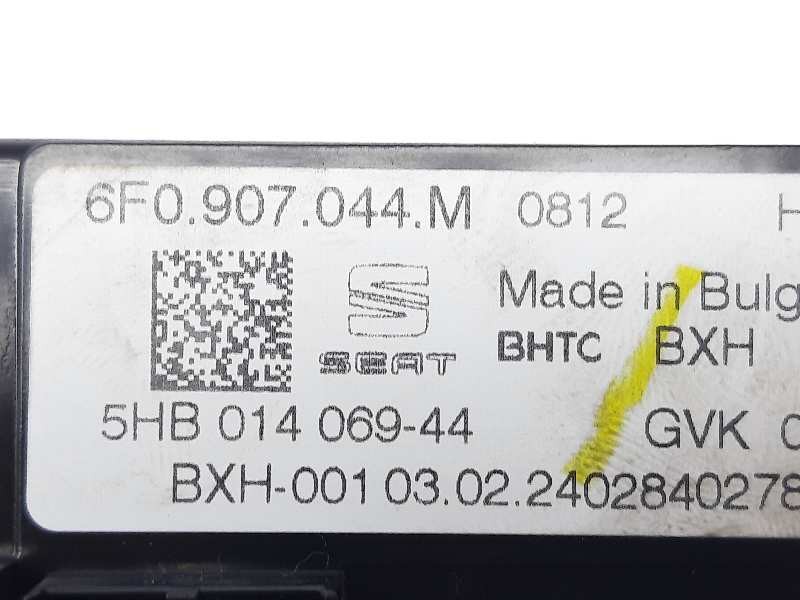 6F0.907.044.M 0812 H
SEAT
Made in Bulg
BHTC BXH
5HB 014 069-44 GVK 0
BXH-001 03.02.2402840278